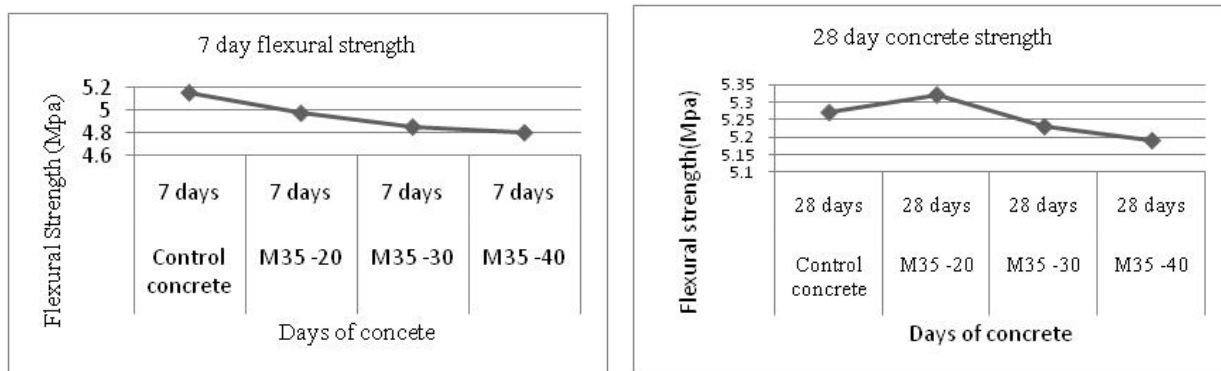 7 day flexural strength
Flexural Strength (Mpa)
5.2
5
4.8
4.6
7 days 7 days 7 days 7 days
Control concrete M35 -20 M35 -30 M35 -40
Days of concete
28 day concrete strength
Flexural strength(Mpa)
5.35
5.3
5.25
5.2
5.15
5.1
28 days 28 days 28 days 28 days
Control concrete M35 -20 M35 -30 M35 -40
Days of concrete